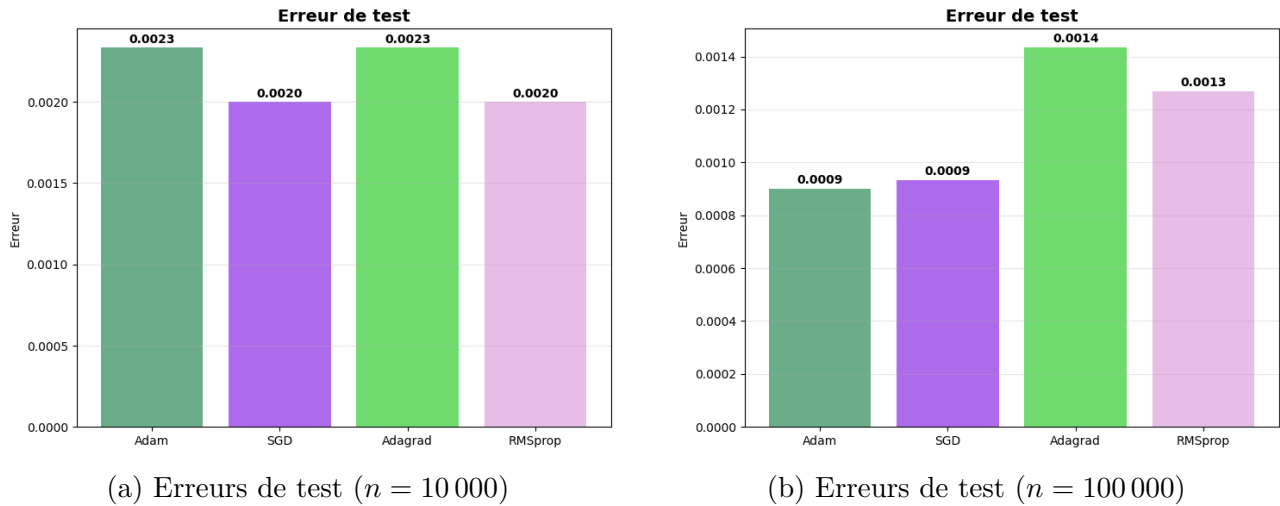 Erreur de test
0.0023
0.0020
0.0023
0.0020
0.0020
0.0015
0.0010
0.0005
0.0000
Erreur
Adam
SGD
Adagrad
RMSprop
(a) Erreurs de test (n = 10 000)
Erreur de test
0.0009
0.0009
0.0014
0.0013
0.0014
0.0012
0.0010
0.0008
0.0006
0.0004
0.0002
0.0000
Erreur
Adam
SGD
Adagrad
RMSprop
(b) Erreurs de test (n = 100 000)